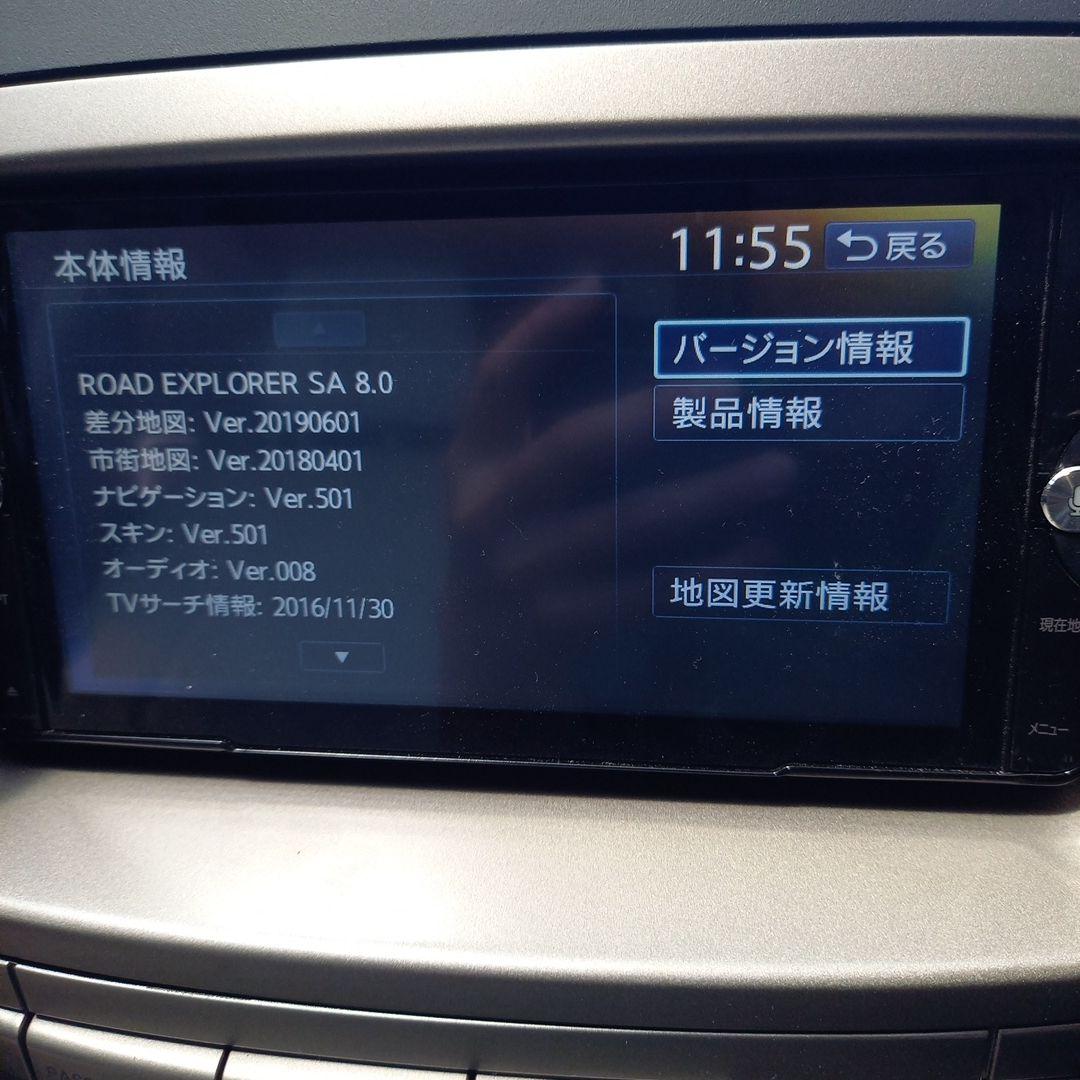 本体情報
11:55
戻る
ROAD EXPLORER SA 8.0
差分地図: Ver.20190601
市街地図: Ver.20180401
ナビゲーション: Ver.501
スキン: Ver.501
オーディオ: Ver.008
TVサーチ情報: 2016/11/30
バージョン情報
製品情報
地図更新情報
現在地
メニュー